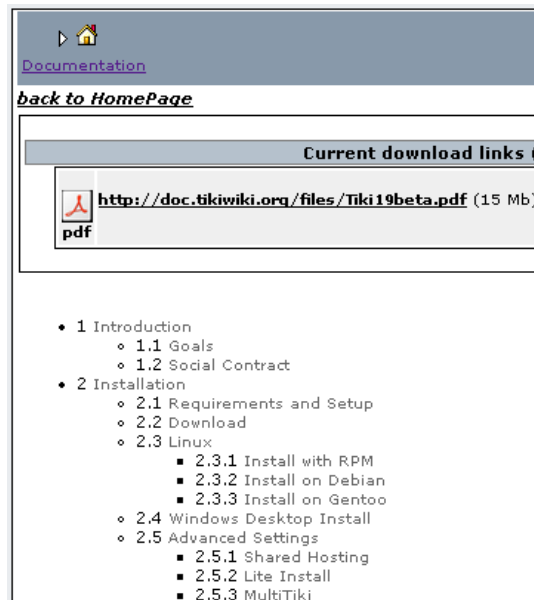 Documentation
back to HomePage
Current download links (
http://doc.tikiwiki.org/files/Tiki19beta.pdf (15 Mb)
pdf
1 Introduction
1.1 Goals
1.2 Social Contract
2 Installation
2.1 Requirements and Setup
2.2 Download
2.3 Linux
2.3.1 Install with RPM
2.3.2 Install on Debian
2.3.3 Install on Gentoo
2.4 Windows Desktop Install
2.5 Advanced Settings
2.5.1 Shared Hosting
2.5.2 Lite Install
2.5.3 MultiTiki